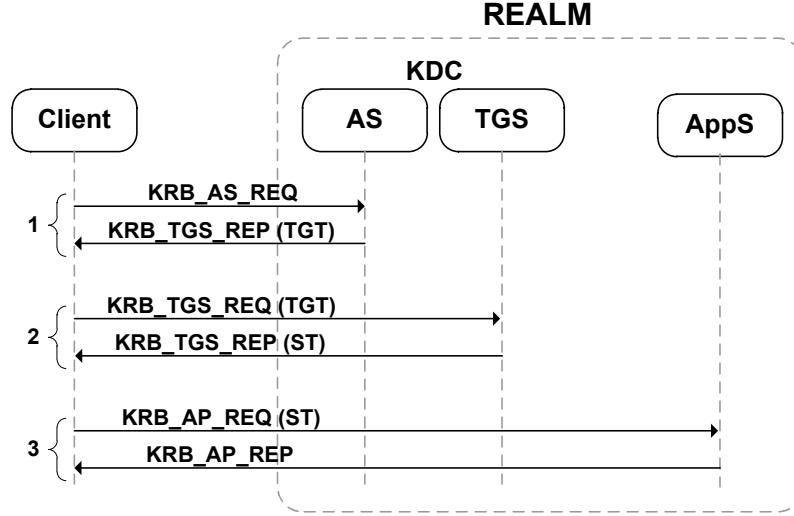 REALM
KDC
Client
AS
TGS
AppS
KRB_AS_REQ
1
KRB_TGS_REP (TGT)
KRB_TGS_REQ (TGT)
2
KRB_TGS_REP (ST)
KRB_AP_REQ (ST)
3
KRB_AP_REP